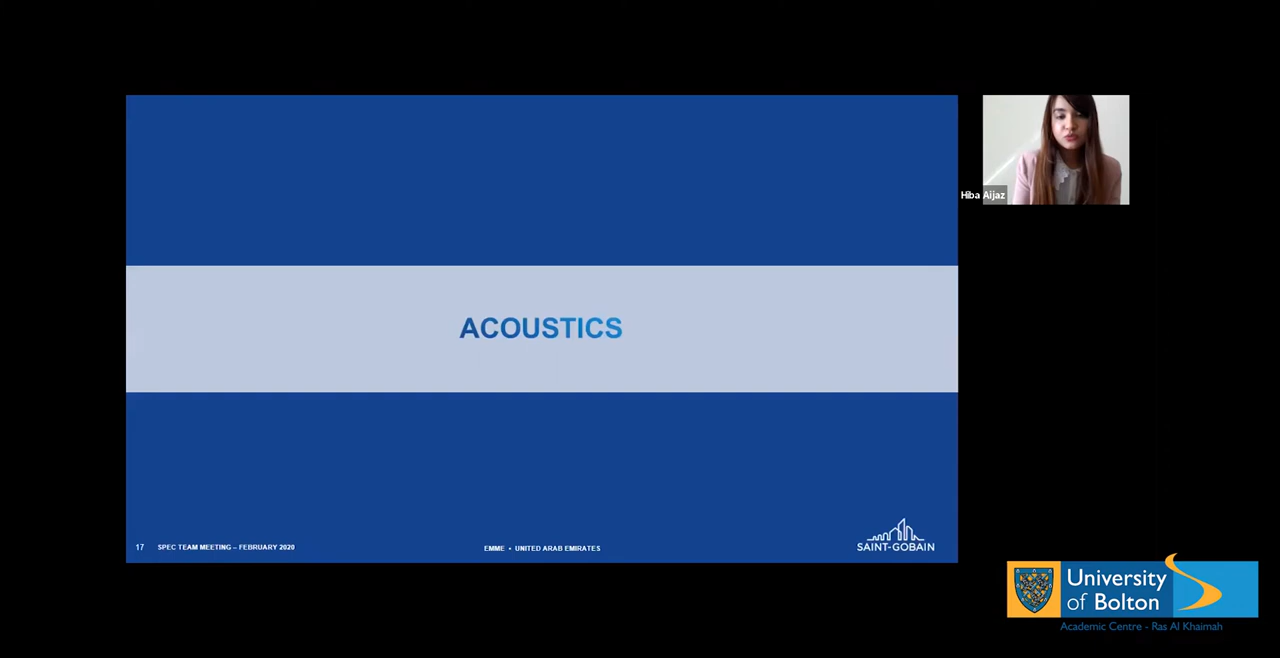 ACOUSTICS
Hiba Aijaz
17 SPEC TEAM MEETING – FEBRUARY 2020
EMME • UNITED ARAB EMIRATES
SAINT-GOBAIN
University
of Bolton
Academic Centre - Ras Al Khaimah